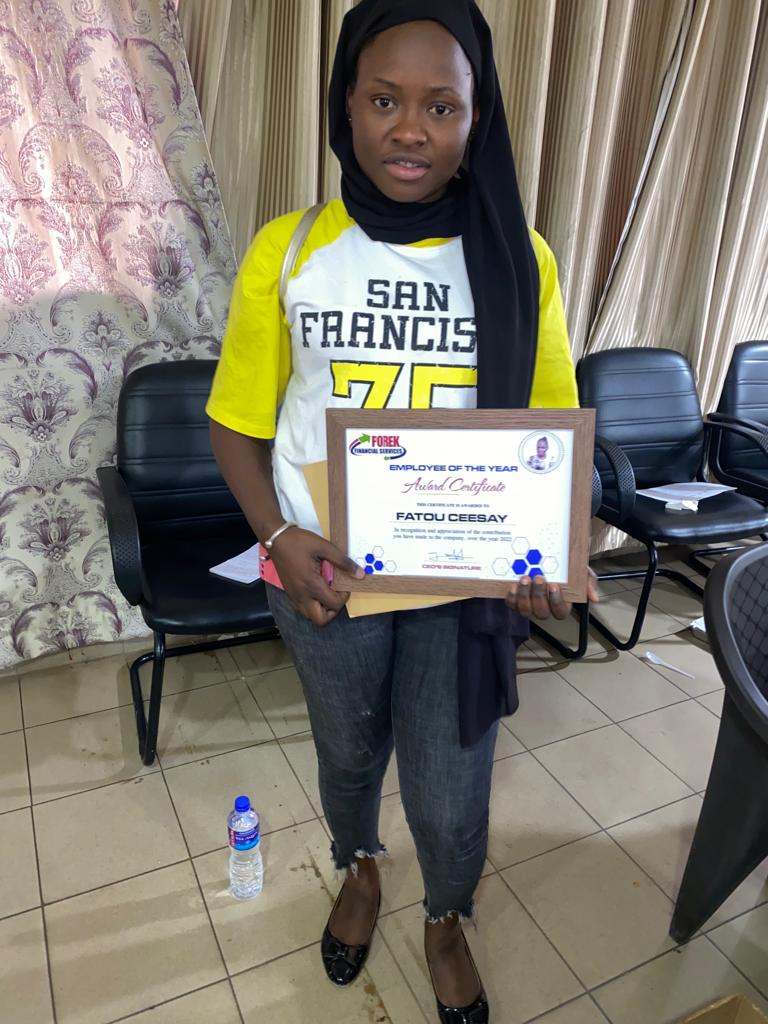 SAN
FRANCIS
75
FOREX
FINANCIAL SERVICES
EMPLOYEE OF THE YEAR
Award Certificate
THIS CERTIFICATE IS AWARDED TO
FATOU CEESAY
In recognition and appreciation of the contribution
you have made to the company, over the year 2022
CEO'S SIGNATURE